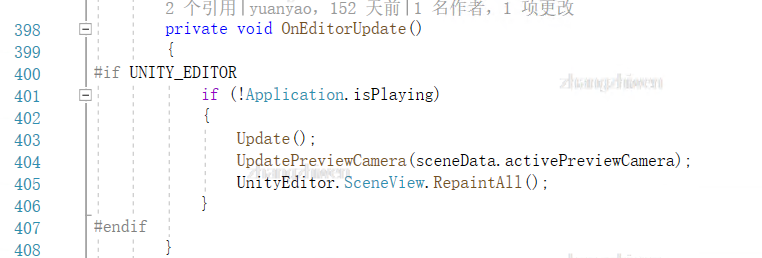 2 个引用|yuanyao，152 天前|1 名作者，1 项更改
398 private void OnEditorUpdate()
399 {
400 #if UNITY_EDITOR
401 if (!Application.isPlaying)
402 {
403 Update();
404 UpdatePreviewCamera(sceneData.activePreviewCamera);
405 UnityEditor.SceneView.RepaintAll();
406 }
407 #endif
408 }
zhangzhiwen
zhangzhiwen